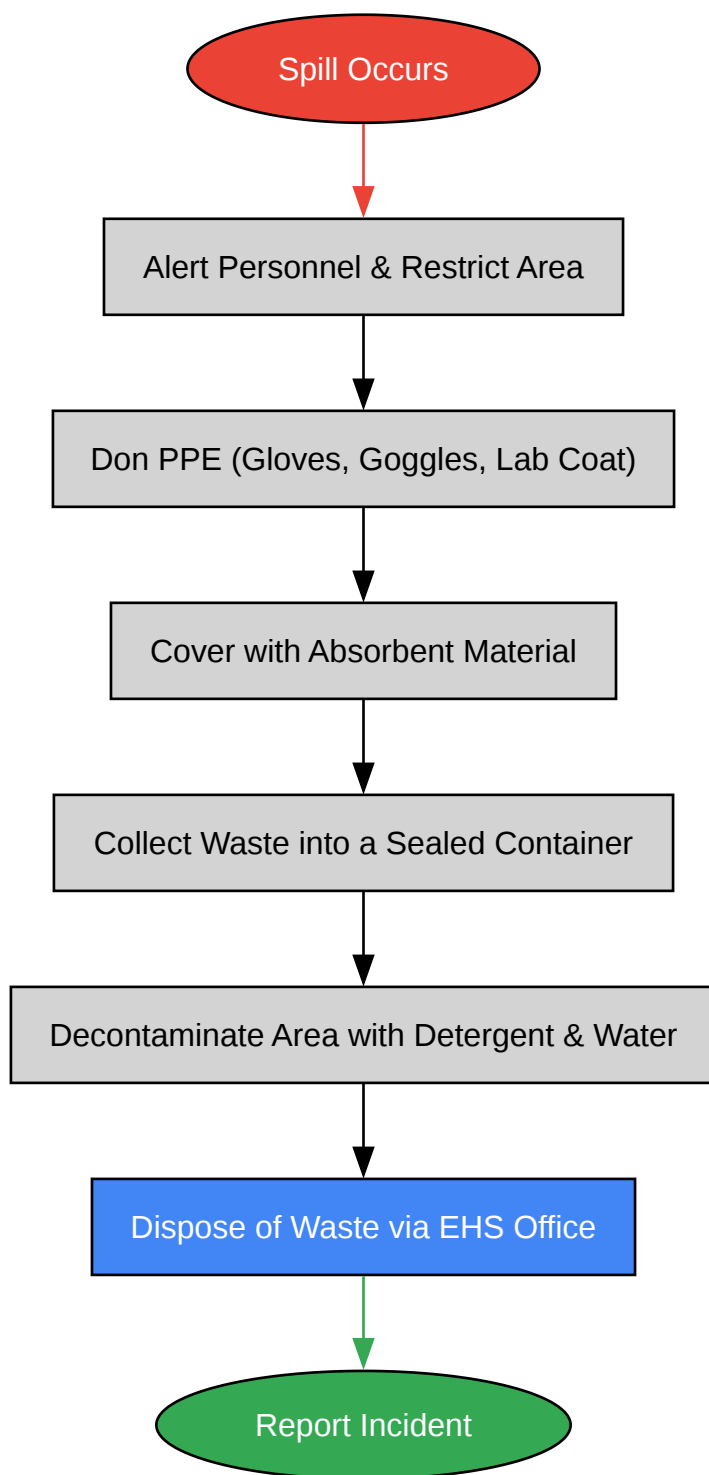 Spill Occurs
Alert Personnel & Restrict Area
Don PPE (Gloves, Goggles, Lab Coat)
Cover with Absorbent Material
Collect Waste into a Sealed Container
Decontaminate Area with Detergent & Water
Dispose of Waste via EHS Office
Report Incident